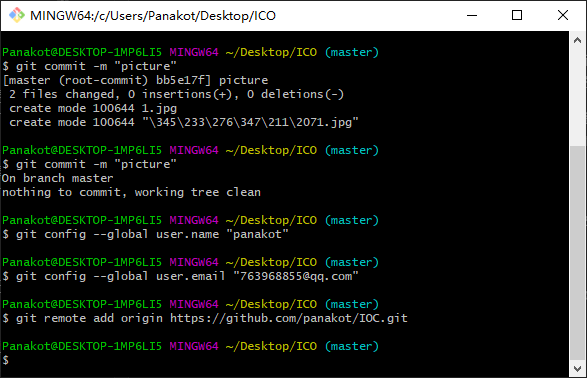 MINGW64:/c/Users/Panakot/Desktop/ICO
Panakot@DESKTOP-1MP6LI5 MINGW64 ~/Desktop/ICO (master)
$ git commit -m "picture"
[master (root-commit) bb5e17f] picture
 2 files changed, 0 insertions(+), 0 deletions(-)
 create mode 100644 1.jpg
 create mode 100644 "\345\233\276\347\211\2071.jpg"
Panakot@DESKTOP-1MP6LI5 MINGW64 ~/Desktop/ICO (master)
$ git commit -m "picture"
On branch master
nothing to commit, working tree clean
Panakot@DESKTOP-1MP6LI5 MINGW64 ~/Desktop/ICO (master)
$ git config --global user.name "panakot"
Panakot@DESKTOP-1MP6LI5 MINGW64 ~/Desktop/ICO (master)
$ git config --global user.email "763968855@qq.com"
Panakot@DESKTOP-1MP6LI5 MINGW64 ~/Desktop/ICO (master)
$ git remote add origin https://github.com/panakot/IOC.git
Panakot@DESKTOP-1MP6LI5 MINGW64 ~/Desktop/ICO (master)
$